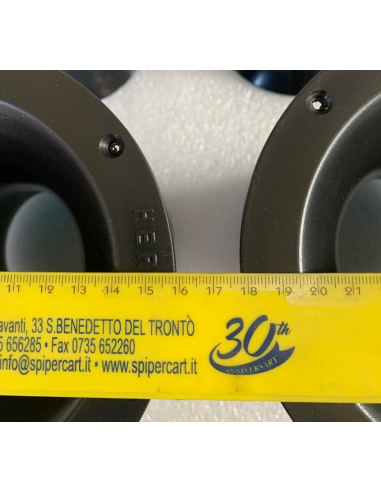 HER
11 12 13 14 15 16 17 18 19 20 21
avanti, 33 S.BENEDETTO DEL TRONTÒ
5 656285 • Fax 0735 652260
info@spipercart.it • www.spipercart.it
30th
ANNIVERSARY